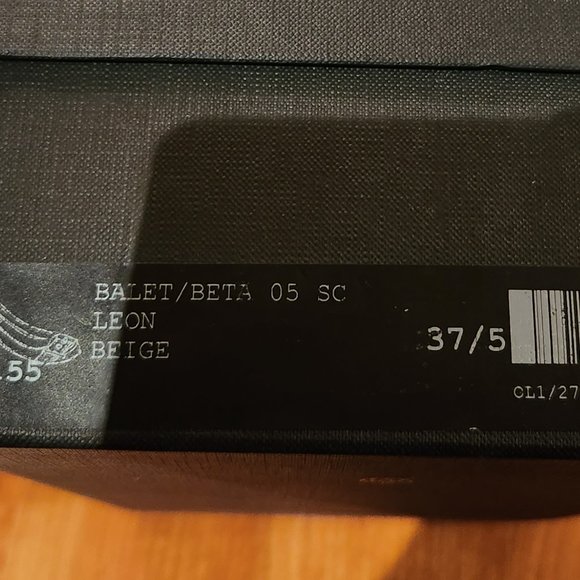 BALET/BETA 05 SC
LEON
BEIGE
.55
37/5
CL1/27